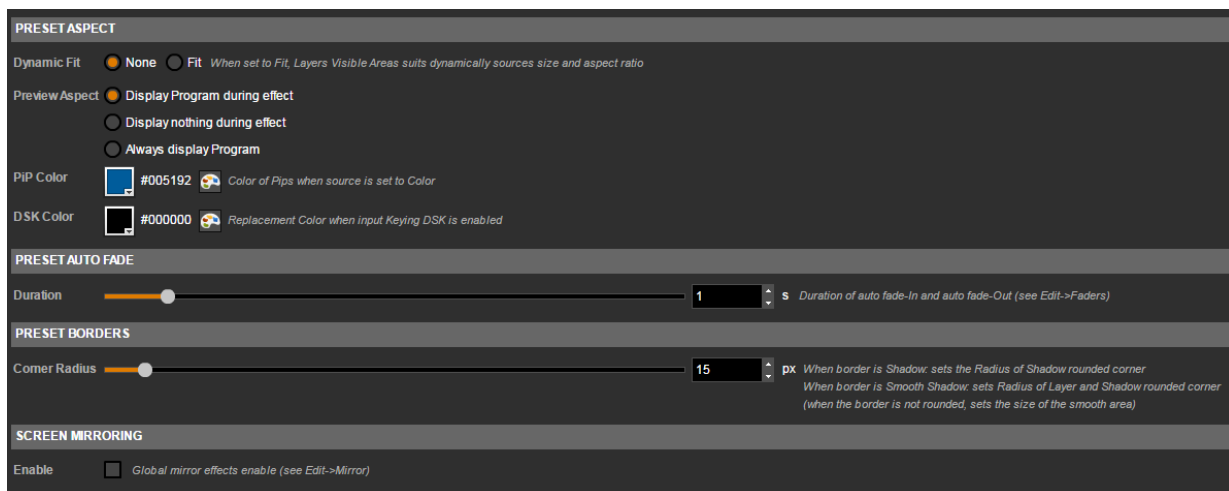 PRESET ASPECT
Dynamic Fit None Fit When set to Fit, Layers Visible Areas suits dynamically sources size and aspect ratio
Preview Aspect Display Program during effect
Display nothing during effect
Always display Program
PiP Color #005192 Color of Pips when source is set to Color
DSK Color #000000 Replacement Color when input Keying DSK is enabled
PRESET AUTO FADE
Duration 1 s Duration of auto fade-In and auto fade-Out (see Edit->Faders)
PRESET BORDERS
Corner Radius 15 px When border is Shadow: sets the Radius of Shadow rounded corner
When border is Smooth Shadow: sets Radius of Layer and Shadow rounded corner
(when the border is not rounded, sets the size of the smooth area)
SCREEN MIRRORING
Enable Global mirror effects enable (see Edit->Mirror)